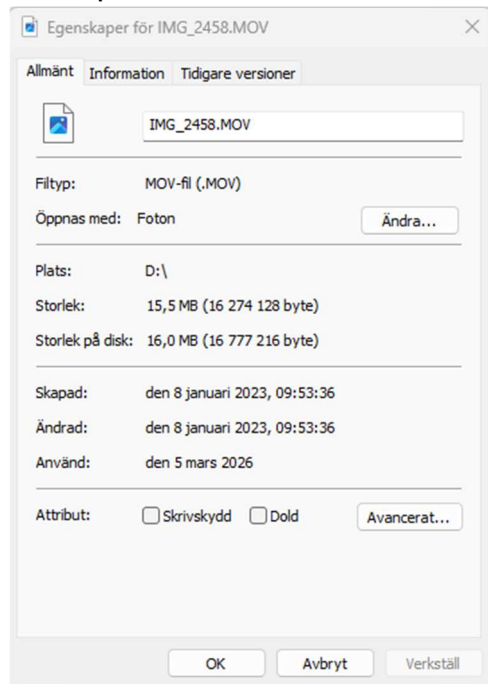 Egenskaper för IMG_2458.MOV
Allmänt Information Tidigare versioner
IMG_2458.MOV
Filtyp: MOV-fil (.MOV)
Öppnas med: Foton Ändra...
Plats: D:\
Storlek: 15,5 MB (16 274 128 byte)
Storlek på disk: 16,0 MB (16 777 216 byte)
Skapad: den 8 januari 2023, 09:53:36
Ändrad: den 8 januari 2023, 09:53:36
Använd: den 5 mars 2026
Attribut: Skrivskydd Dold Avancerat...
OK Avbryt Verkställ